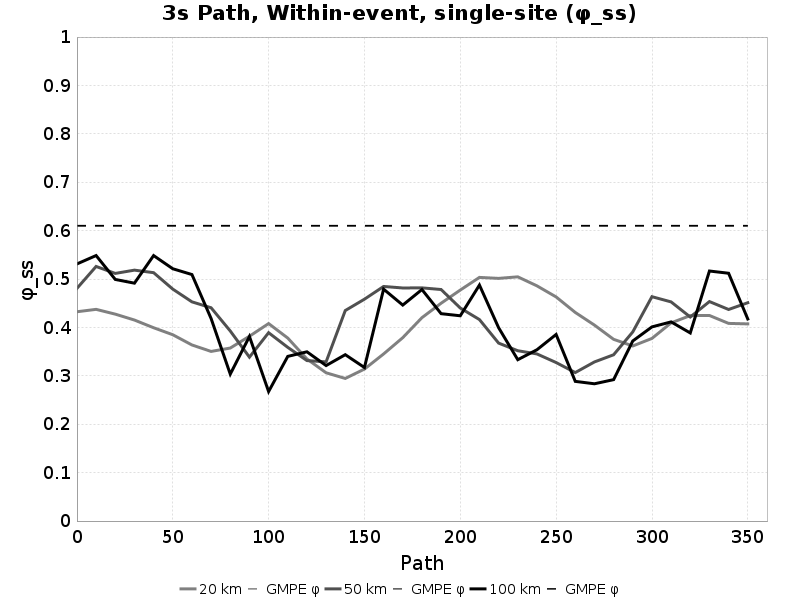 3s Path, Within-event, single-site (φ_ss)
1
0.9
0.8
0.7
0.6
0.5
0.4
0.3
0.2
0.1
0
φ_ss
0 50 100 150 200 250 300 350
Path
20 km GMPE φ 50 km GMPE φ 100 km GMPE φ